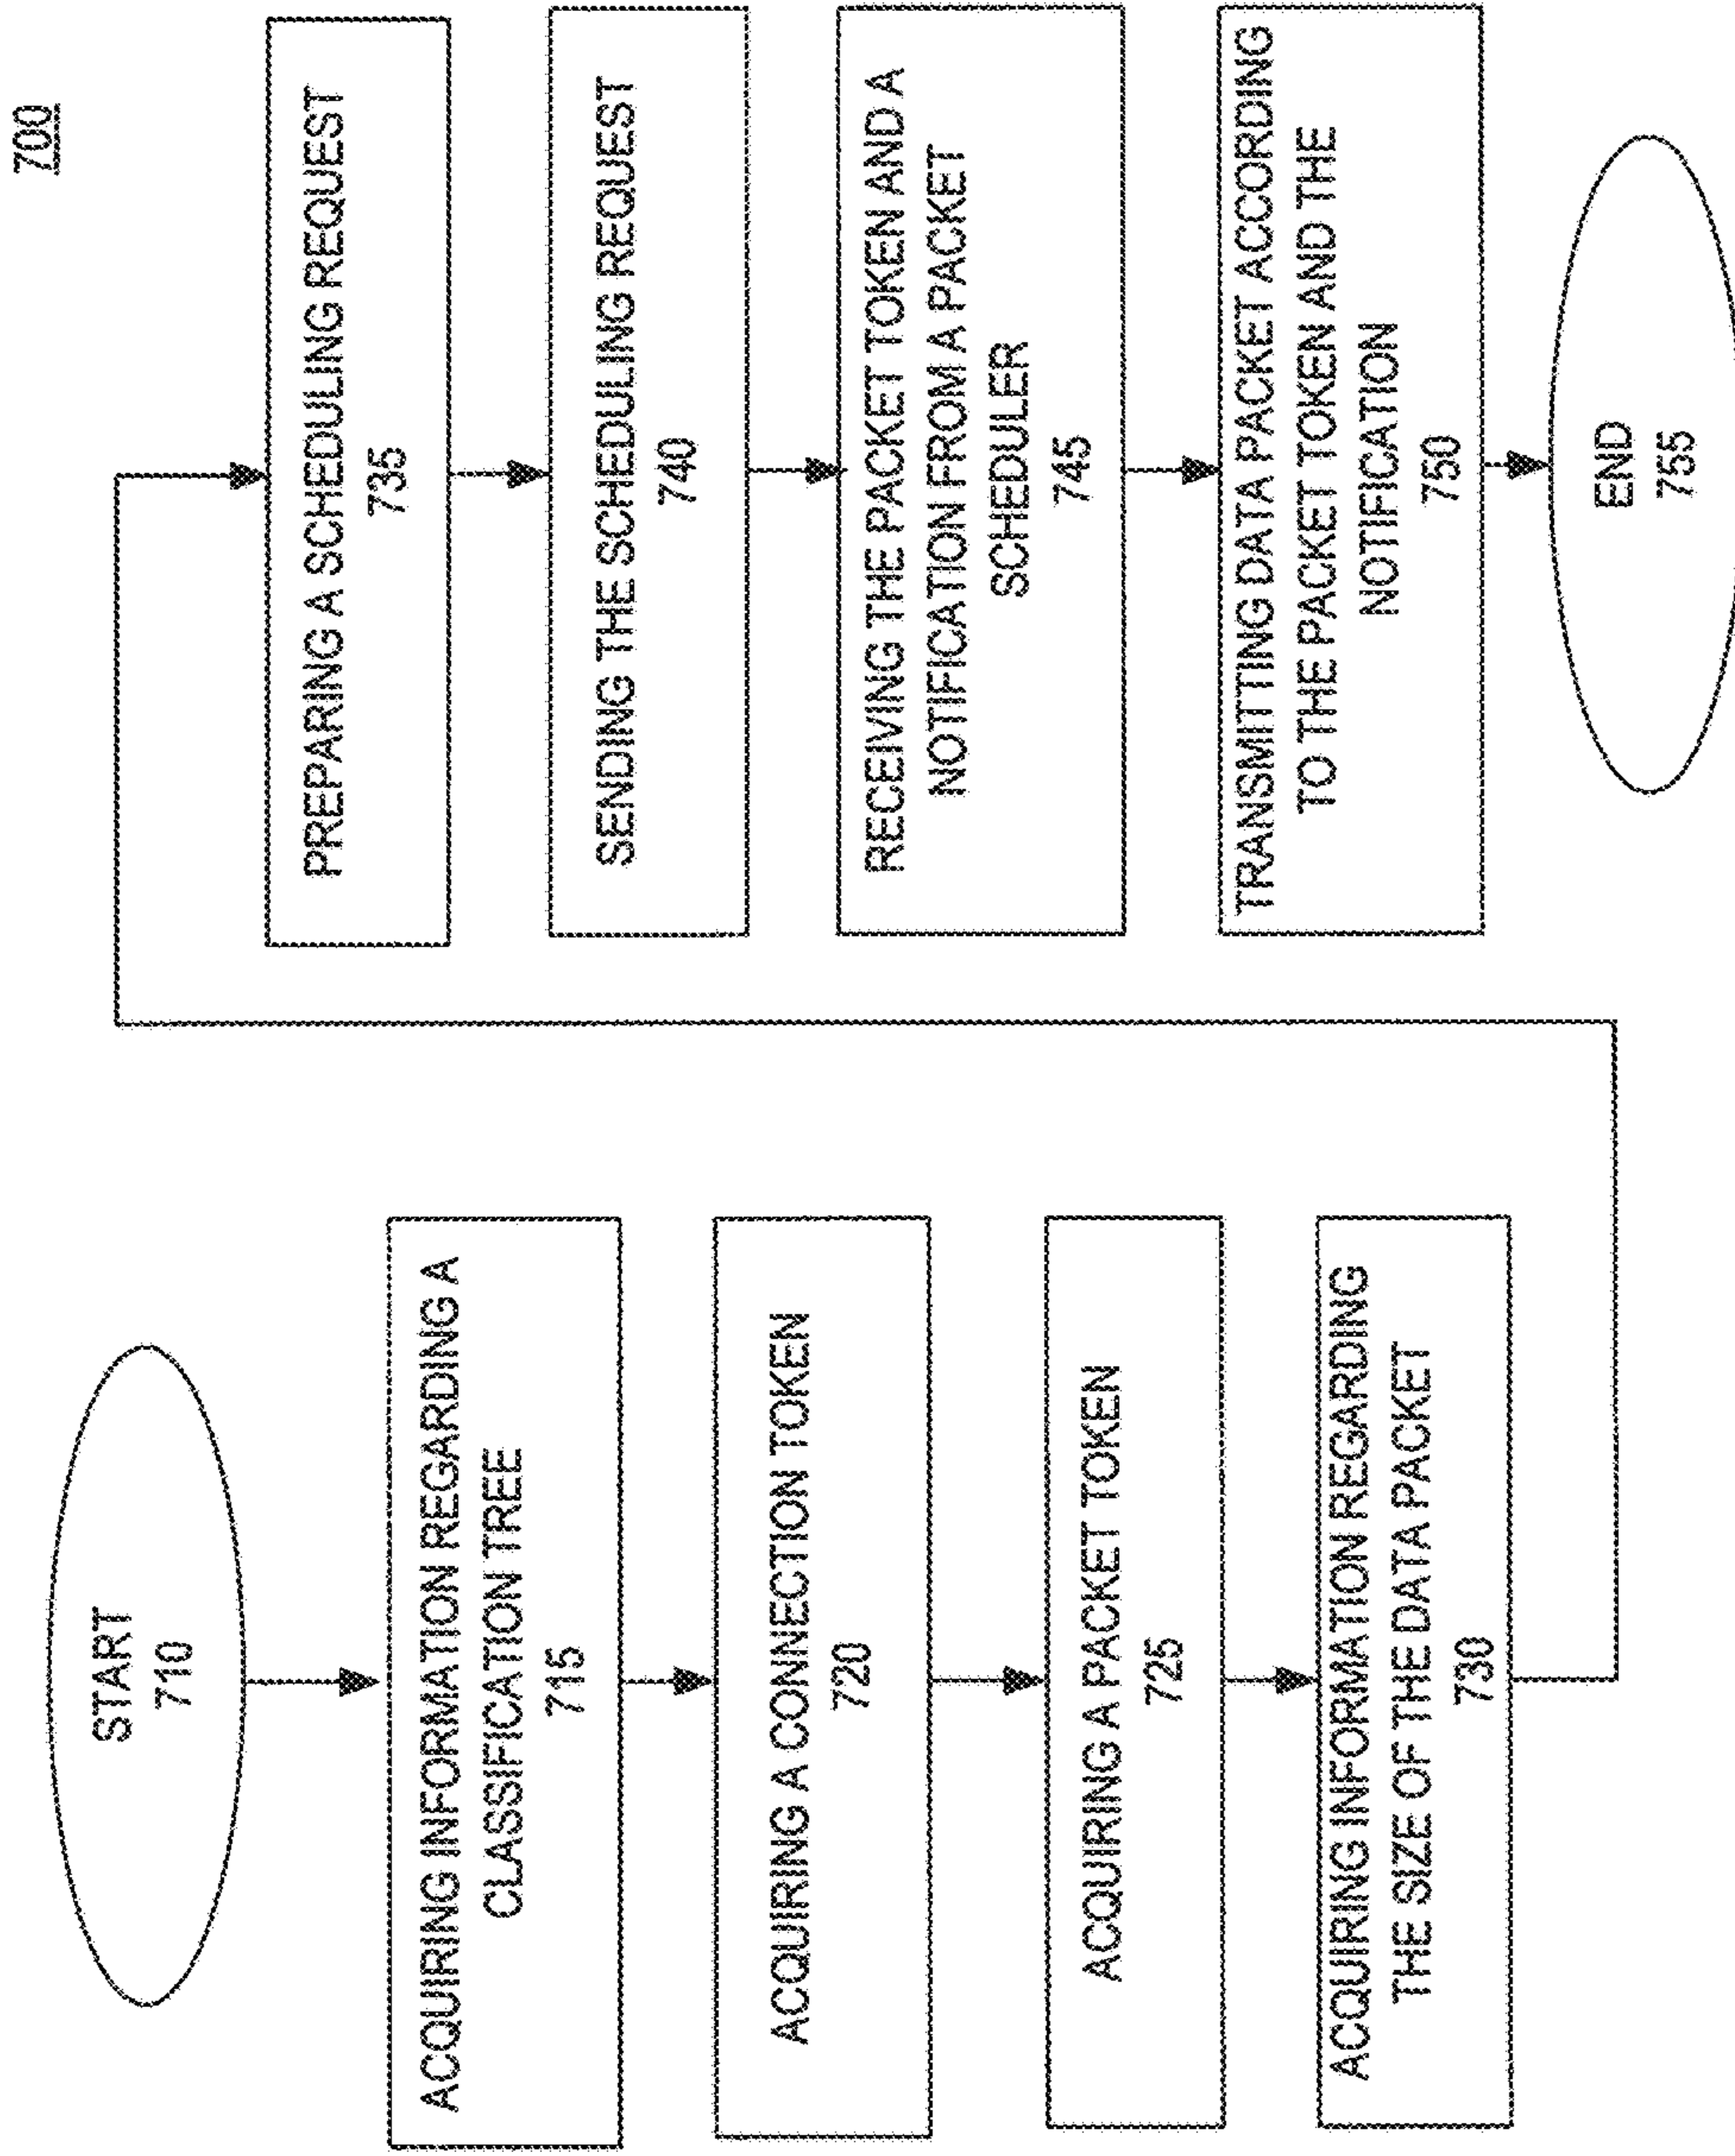 700
START
710
ACQUIRING INFORMATION REGARDING A
CLASSIFICATION TREE
715
ACQUIRING A CONNECTION TOKEN
720
ACQUIRING A PACKET TOKEN
725
ACQUIRING INFORMATION REGARDING
THE SIZE OF THE DATA PACKET
730
PREPARING A SCHEDULING REQUEST
735
SENDING THE SCHEDULING REQUEST
740
RECEIVING THE PACKET TOKEN AND A
NOTIFICATION FROM A PACKET
SCHEDULER
745
TRANSMITTING DATA PACKET ACCORDING
TO THE PACKET TOKEN AND THE
NOTIFICATION
750
END
755